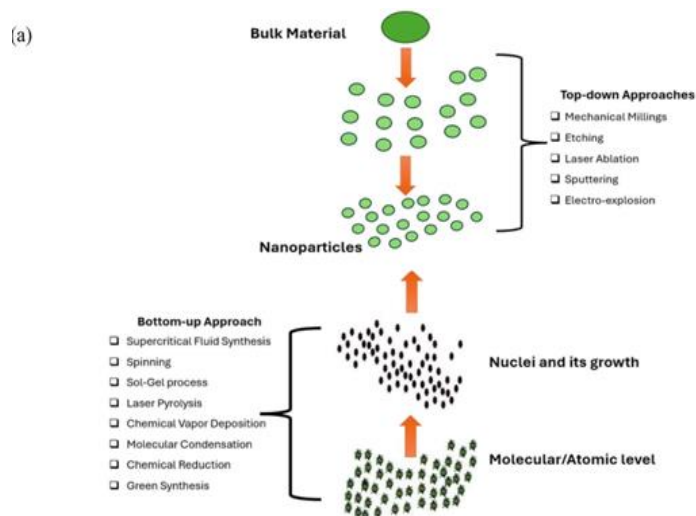 (a)
Bulk Material
Top-down Approaches
❑ Mechanical Millings
❑ Etching
❑ Laser Ablation
❑ Sputtering
❑ Electro-explosion
Nanoparticles
Bottom-up Approach
❑ Supercritical Fluid Synthesis
❑ Spinning
❑ Sol-Gel process
❑ Laser Pyrolysis
❑ Chemical Vapor Deposition
❑ Molecular Condensation
❑ Chemical Reduction
❑ Green Synthesis
Nuclei and its growth
Molecular/Atomic level